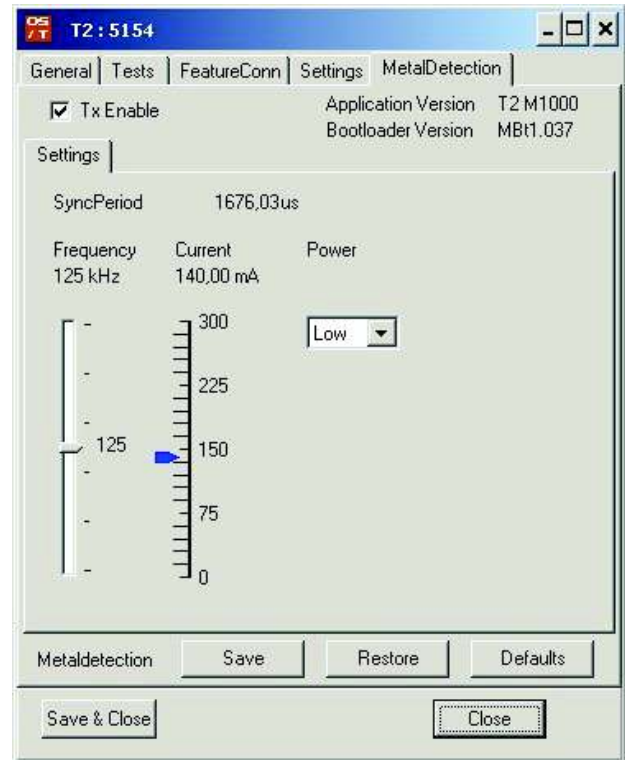 OS
/T T2:5154
General Tests FeatureConn Settings MetalDetection
Tx Enable
Application Version T2 M1000
Bootloader Version MBt1.037
Settings
SyncPeriod 1676,03us
Frequency Current Power
125 kHz 140,00 mA
300
Low
225
125
150
75
0
Metaldetection Save Restore Defaults
Save & Close Close